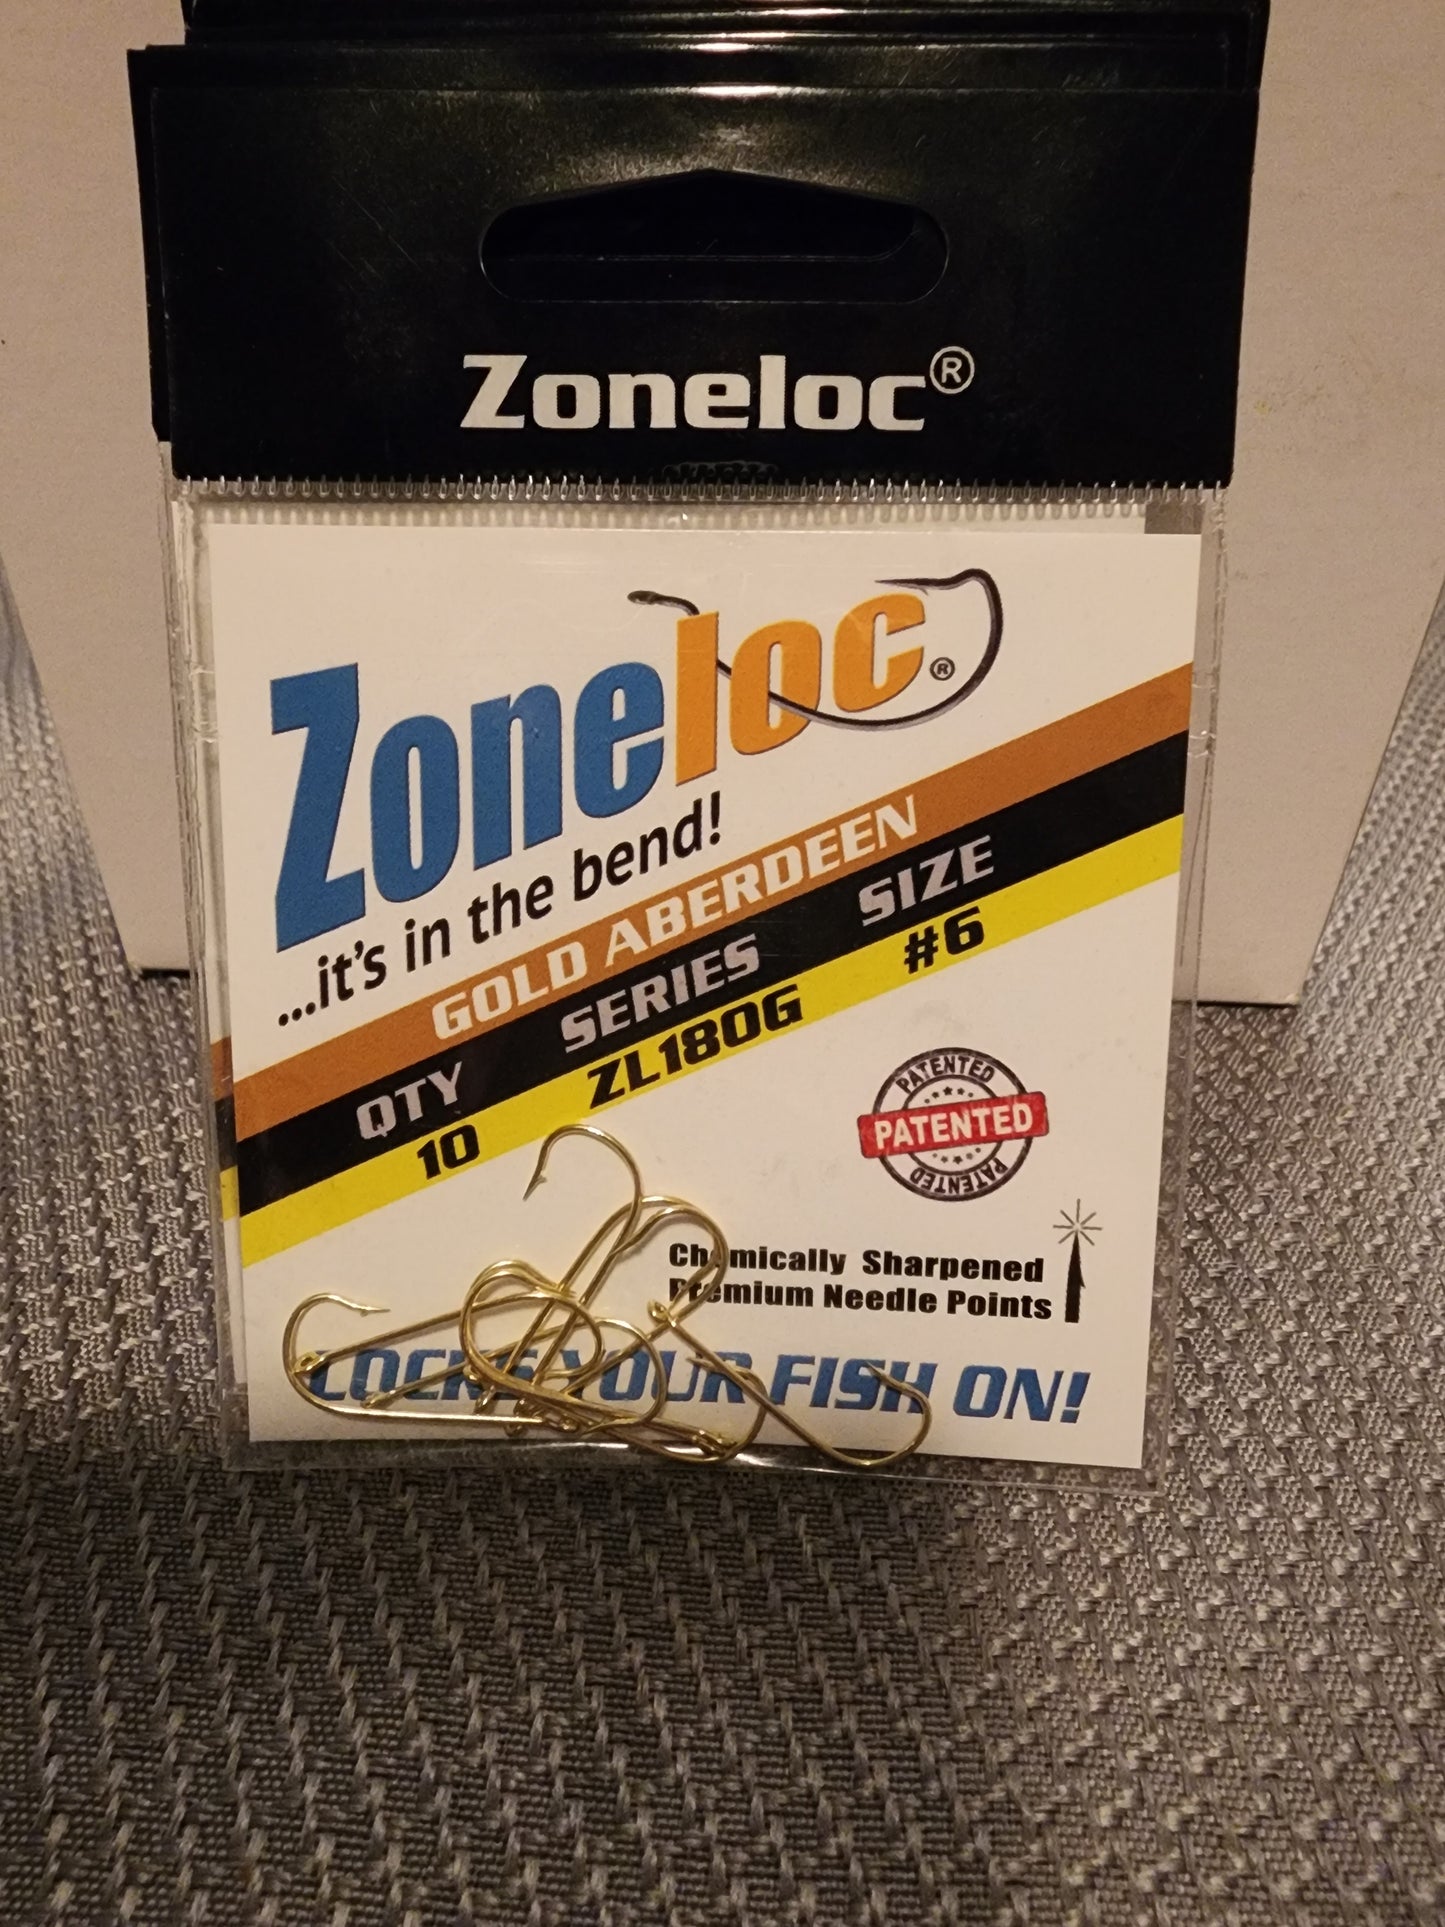 Zoneloc®
Zoneloc®
...it's in the bend!
GOLD ABERDEEN
QTY SERIES SIZE
10 ZL180G #6
PATENTED
PATENTED
PATENTED
Chemically Sharpened
Premium Needle Points
LOCKS YOUR FISH ON!